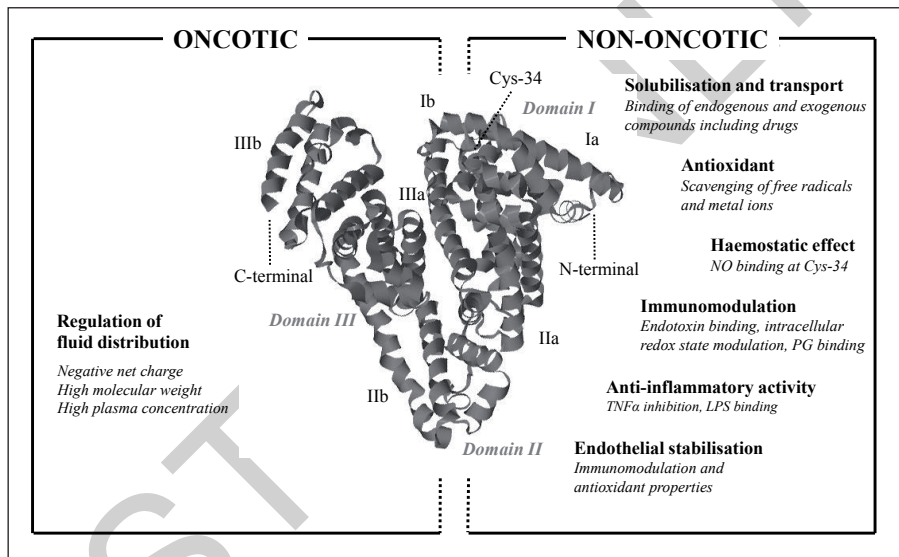 ONCOTIC
NON-ONCOTIC
Cys-34
Ib
Domain I
Ia
IIIb
IIIa
C-terminal
N-terminal
Domain III
IIa
IIb
Domain II
Regulation of
fluid distribution
Negative net charge
High molecular weight
High plasma concentration
Solubilisation and transport
Binding of endogenous and exogenous
compounds including drugs
Antioxidant
Scavenging of free radicals
and metal ions
Haemostatic effect
NO binding at Cys-34
Immunomodulation
Endotoxin binding, intracellular
redox state modulation, PG binding
Anti-inflammatory activity
TNFα inhibition, LPS binding
Endothelial stabilisation
Immunomodulation and
antioxidant properties